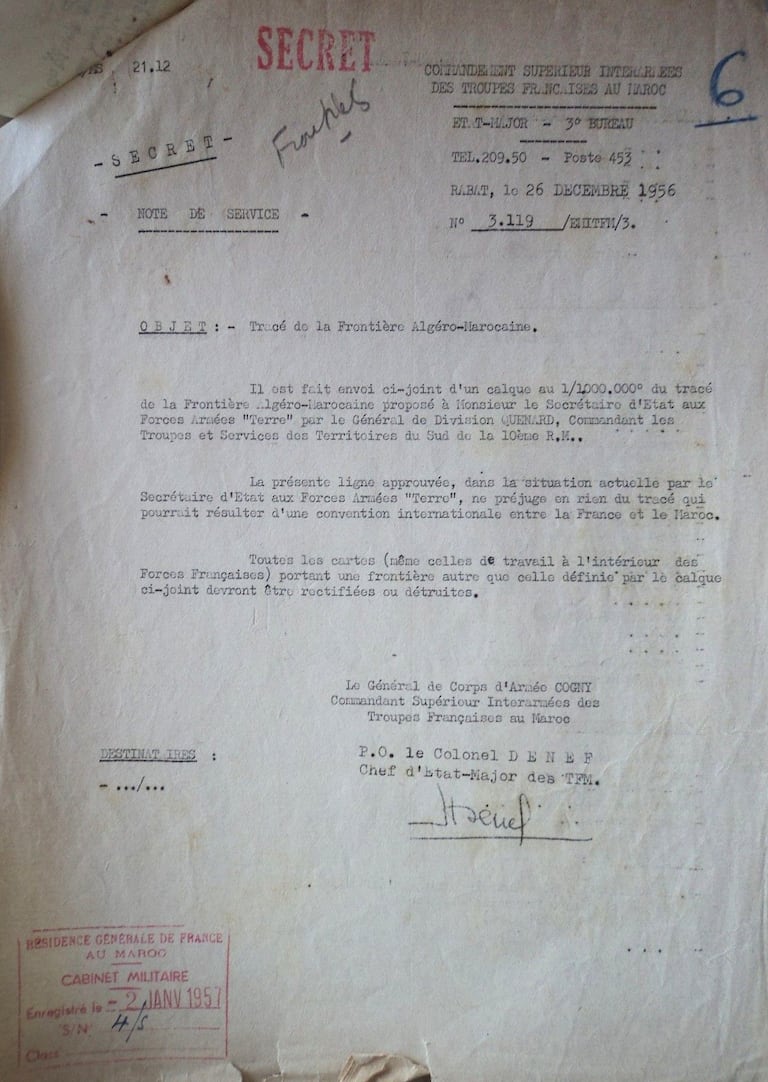 21.12
SECRET
COMMANDEMENT SUPERIEUR INTERARMEES
DES TROUPES FRANCAISES AU MAROC
6
ETAT-MAJOR - 3° BUREAU
- SECRET -
TEL.209.50 - Poste 453
RABAT, le 26 DECEMBRE 1956
- NOTE DE SERVICE -
N° 3.119 /EMITFM/3.
OBJET : - Tracé de la Frontière Algéro-Marocaine.
Il est fait envoi ci-joint d'un calque au 1/1000.000° du tracé
de la Frontière Algéro-Marocaine proposé à Monsieur le Secrétaire d'Etat aux
Forces Armées "Terre" par le Général de Division QUENARD, Commandant les
Troupes et Services des Territoires du Sud de la 10ème R.M..
La présente ligne approuvée, dans la situation actuelle par le
Secrétaire d'Etat aux Forces Armées "Terre", ne préjuge en rien du tracé qui
pourrait résulter d'une convention internationale entre la France et le Maroc.
Toutes les cartes (même celles de travail à l'intérieur des
Forces Françaises) portant une frontière autre que celle définie par le calque
ci-joint devront être rectifiées ou détruites.
Le Général de Corps d'Armée COGNY
Commandant Supérieur Interarmées des
Troupes Françaises au Maroc
DESTINATAIRES :
P.O. le Colonel DENEF
Chef d'Etat-Major des TFM.
- .../...
RÉSIDENCE GÉNÉRALE DE FRANCE
AU MAROC
CABINET MILITAIRE
Enregistré le - 2 JANV 1957
S/N° 4/S
Class